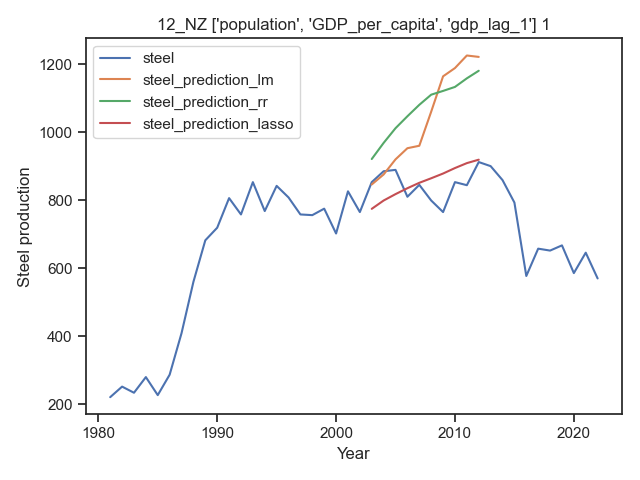 12_NZ ['population', 'GDP_per_capita', 'gdp_lag_1'] 1
steel
steel_prediction_lm
steel_prediction_rr
steel_prediction_lasso
Steel production
1200
1000
800
600
400
200
1980
1990
2000
2010
2020
Year